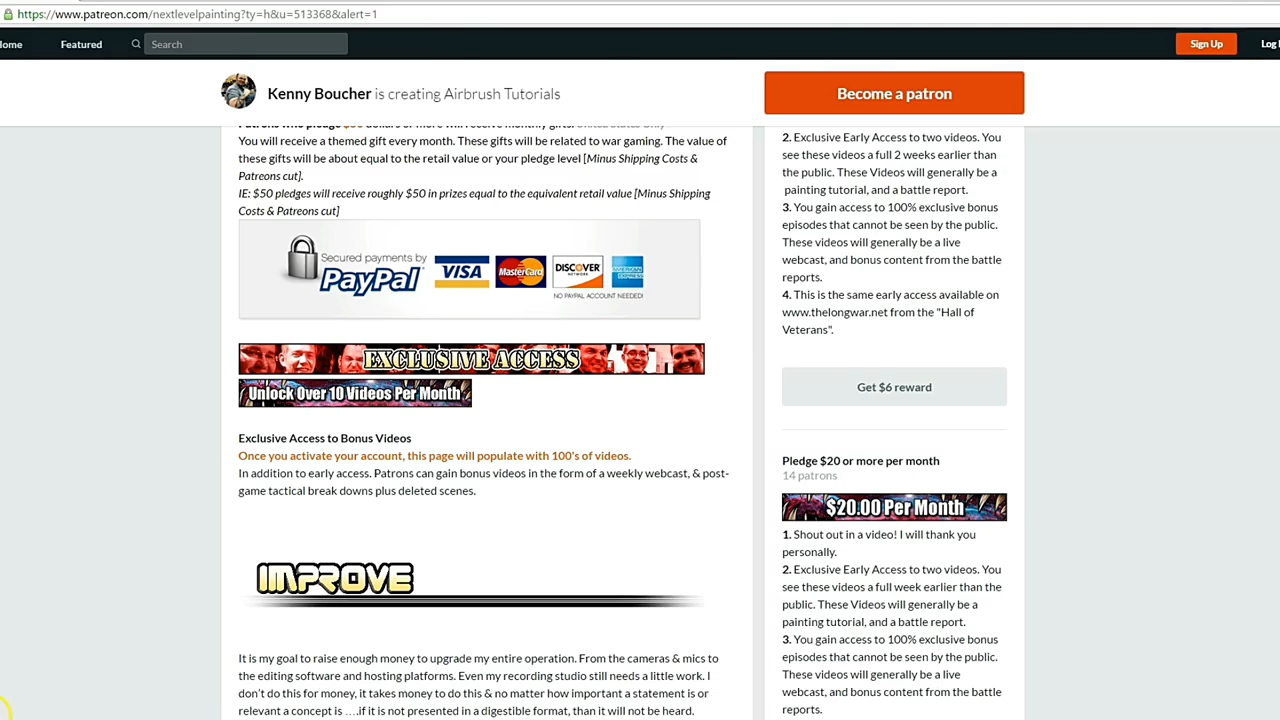 https://www.patreon.com/nextlevelpainting?ty=h&u=513368&alert=1
Home
Featured
Search
Sign Up
Log
Kenny Boucher is creating Airbrush Tutorials
Become a patron
Patrons who pledge $50 dollars or more will receive monthly gifts. United States Only
You will receive a themed gift every month. These gifts will be related to war gaming. The value of
these gifts will be about equal to the retail value or your pledge level [Minus Shipping Costs &
Patreons cut].
IE: $50 pledges will receive roughly $50 in prizes equal to the equivalent retail value [Minus Shipping
Costs & Patreons cut]
Secured payments by
PayPal
VISA
MasterCard
DISCOVER
NETWORK
AMERICAN
EXPRESS
NO PAYPAL ACCOUNT NEEDED!
EXCLUSIVE ACCESS
Unlock Over 10 Videos Per Month
Exclusive Access to Bonus Videos
Once you activate your account, this page will populate with 100's of videos.
In addition to early access. Patrons can gain bonus videos in the form of a weekly webcast, & post-
game tactical break downs plus deleted scenes.
IMPROVE
It is my goal to raise enough money to upgrade my entire operation. From the cameras & mics to
the editing software and hosting platforms. Even my recording studio still needs a little work. I
don't do this for money, it takes money to do this & no matter how important a statement is or
relevant a concept is ....if it is not presented in a digestible format, than it will not be heard.
2. Exclusive Early Access to two videos. You
see these videos a full 2 weeks earlier than
the public. These Videos will generally be a
painting tutorial, and a battle report.
3. You gain access to 100% exclusive bonus
episodes that cannot be seen by the public.
These videos will generally be a live
webcast, and bonus content from the battle
reports.
4. This is the same early access available on
www.thelongwar.net from the "Hall of
Veterans".
Get $6 reward
Pledge $20 or more per month
14 patrons
$20.00 Per Month
1. Shout out in a video! I will thank you
personally.
2. Exclusive Early Access to two videos. You
see these videos a full week earlier than the
public. These Videos will generally be a
painting tutorial, and a battle report.
3. You gain access to 100% exclusive bonus
episodes that cannot be seen by the public.
These videos will generally be a live
webcast, and bonus content from the battle
reports.